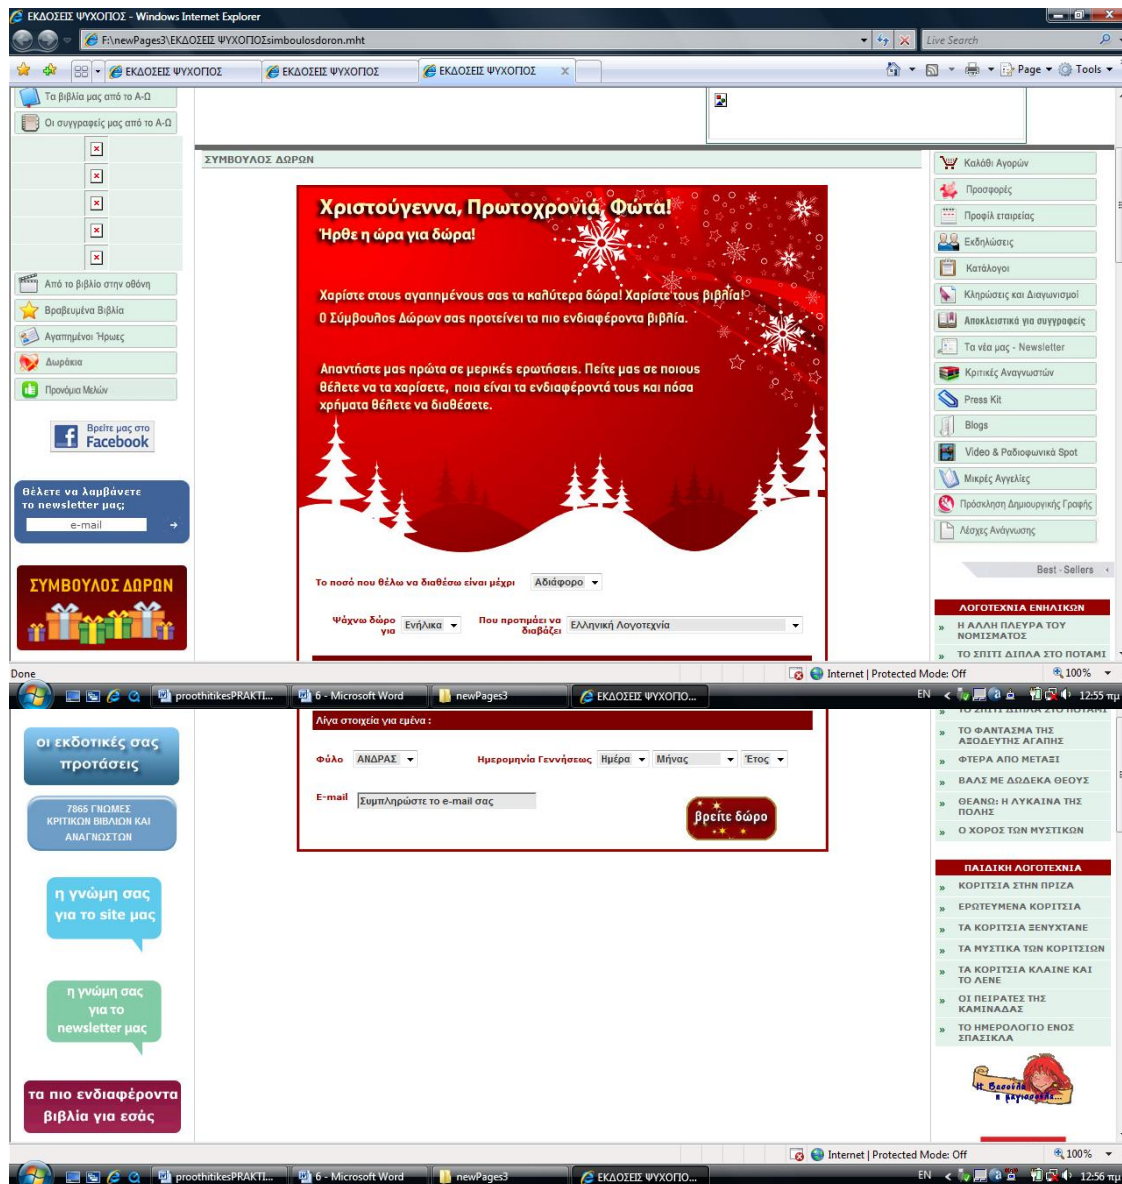 ΕΚΔΟΣΕΙΣ ΨΥΧΟΓΙΟΣ - Windows Internet Explorer
F:\newPages3\ΕΚΔΟΣΕΙΣ ΨΥΧΟΓΙΟΣsimboulosdoron.mht
Live Search
ΕΚΔΟΣΕΙΣ ΨΥΧΟΓΙΟΣ
ΕΚΔΟΣΕΙΣ ΨΥΧΟΓΙΟΣ
ΕΚΔΟΣΕΙΣ ΨΥΧΟΓΙΟΣ
Page
Tools
Τα βιβλία μας από το Α-Ω
Οι συγγραφείς μας από το Α-Ω
Από το βιβλίο στην οθόνη
Βραβευμένα Βιβλία
Αγαπημένοι Ήρωες
Δωράκια
Προνόμια Μελών
Βρείτε μας στο
Facebook
Θέλετε να λαμβάνετε
το newsletter μας;
e-mail
ΣΥΜΒΟΥΛΟΣ ΔΩΡΩΝ
ΣΥΜΒΟΥΛΟΣ ΔΩΡΩΝ
Χριστούγεννα, Πρωτοχρονιά, Φώτα!
Ήρθε η ώρα για δώρα!
Χαρίστε στους αγαπημένους σας τα καλύτερα δώρα! Χαρίστε τους βιβλία!
Ο Σύμβουλος Δώρων σας προτείνει τα πιο ενδιαφέροντα βιβλία.
Απαντήστε μας πρώτα σε μερικές ερωτήσεις. Πείτε μας σε ποιους
θέλετε να τα χαρίσετε, ποια είναι τα ενδιαφέροντά τους και πόσα
χρήματα θέλετε να διαθέσετε.
Το ποσό που θέλω να διαθέσω είναι μέχρι Αδιάφορο
Ψάχνω δώρο
για Ενήλικα
Που προτιμάει να
διαβάζει Ελληνική Λογοτεχνία
Καλάθι Αγορών
Προσφορές
Προφίλ εταιρείας
Εκδηλώσεις
Κατάλογοι
Κληρώσεις και Διαγωνισμοί
Αποκλειστικά για συγγραφείς
Τα νέα μας - Newsletter
Κριτικές Αναγνωστών
Press Kit
Blogs
Video & Ραδιοφωνικά Spot
Μικρές Αγγελίες
Πρόσκληση Δημιουργικής Γραφής
Λέσχες Ανάγνωσης
Best - Sellers
ΛΟΓΟΤΕΧΝΙΑ ΕΝΗΛΙΚΩΝ
» Η ΑΛΛΗ ΠΛΕΥΡΑ ΤΟΥ
ΝΟΜΙΣΜΑΤΟΣ
» ΤΟ ΣΠΙΤΙ ΔΙΠΛΑ ΣΤΟ ΠΟΤΑΜΙ
Done
Internet | Protected Mode: Off
100%
proothitikesPRAKTI...
6 - Microsoft Word
newPages3
ΕΚΔΟΣΕΙΣ ΨΥΧΟΓΙΟ...
EN
12:55 πμ
οι εκδοτικές σας
προτάσεις
7865 ΓΝΩΜΕΣ
ΚΡΙΤΙΚΩΝ ΒΙΒΛΙΩΝ ΚΑΙ
ΑΝΑΓΝΩΣΤΩΝ
η γνώμη σας
για το site μας
η γνώμη σας
για το
newsletter μας
τα πιο ενδιαφέροντα
βιβλία για εσάς
Λίγα στοιχεία για εμένα :
Φύλο ΑΝΔΡΑΣ
Ημερομηνία Γεννήσεως Ημέρα Μήνας Έτος
E-mail Συμπληρώστε το e-mail σας
βρείτε δώρο
ΤΟ ΣΠΙΤΙ ΔΙΠΛΑ ΣΤΟ ΠΟΤΑΜΙ
» ΤΟ ΦΑΝΤΑΣΜΑ ΤΗΣ
ΑΞΟΔΕΥΤΗΣ ΑΓΑΠΗΣ
» ΦΤΕΡΑ ΑΠΟ ΜΕΤΑΞΙ
» ΒΑΛΣ ΜΕ ΔΩΔΕΚΑ ΘΕΟΥΣ
» ΘΕΑΝΩ: Η ΛΥΚΑΙΝΑ ΤΗΣ
ΠΟΛΗΣ
» Ο ΧΟΡΟΣ ΤΩΝ ΜΥΣΤΙΚΩΝ
ΠΑΙΔΙΚΗ ΛΟΓΟΤΕΧΝΙΑ
» ΚΟΡΙΤΣΙΑ ΣΤΗΝ ΠΡΙΖΑ
» ΕΡΩΤΕΥΜΕΝΑ ΚΟΡΙΤΣΙΑ
» ΤΑ ΚΟΡΙΤΣΙΑ ΞΕΝΥΧΤΑΝΕ
» ΤΑ ΜΥΣΤΙΚΑ ΤΩΝ ΚΟΡΙΤΣΙΩΝ
» ΤΑ ΚΟΡΙΤΣΙΑ ΚΛΑΙΝΕ ΚΑΙ
ΤΟ ΛΕΝΕ
» ΟΙ ΠΕΙΡΑΤΕΣ ΤΗΣ
ΚΑΜΙΝΑΔΑΣ
» ΤΟ ΗΜΕΡΟΛΟΓΙΟ ΕΝΟΣ
ΣΠΑΣΙΚΛΑ
Internet | Protected Mode: Off
100%
proothitikesPRAKTI...
6 - Microsoft Word
newPages3
ΕΚΔΟΣΕΙΣ ΨΥΧΟΓΙΟ...
EN
12:56 πμ